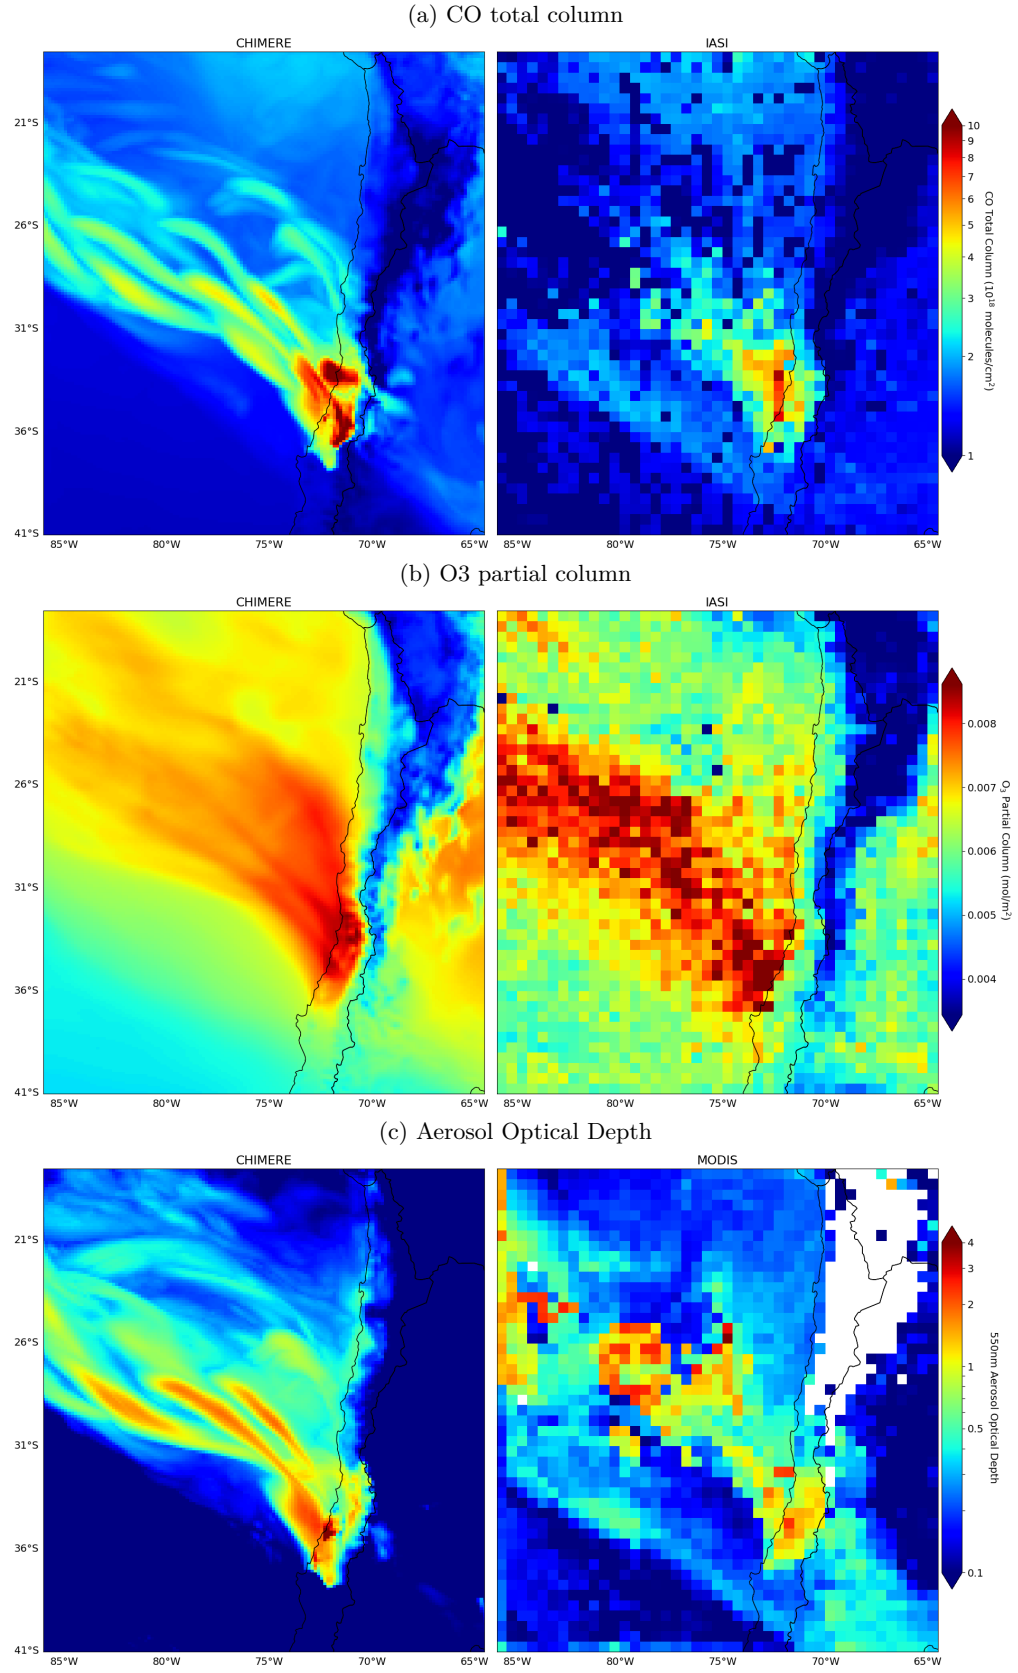 (a) CO total column
CHIMERE
IASI
21°S
26°S
31°S
36°S
41°S
85°W 80°W 75°W 70°W 65°W
85°W 80°W 75°W 70°W 65°W
10
9
8
7
6
5
4
3
2
1
CO Total Column (10¹⁸ molecules/cm²)
(b) O3 partial column
CHIMERE
IASI
21°S
26°S
31°S
36°S
41°S
85°W 80°W 75°W 70°W 65°W
85°W 80°W 75°W 70°W 65°W
0.008
0.007
0.006
0.005
0.004
O₃ Partial Column (mol/m²)
(c) Aerosol Optical Depth
CHIMERE
MODIS
21°S
26°S
31°S
36°S
41°S
85°W 80°W 75°W 70°W 65°W
85°W 80°W 75°W 70°W 65°W
4
3
2
1
0.5
0.1
550nm Aerosol Optical Depth